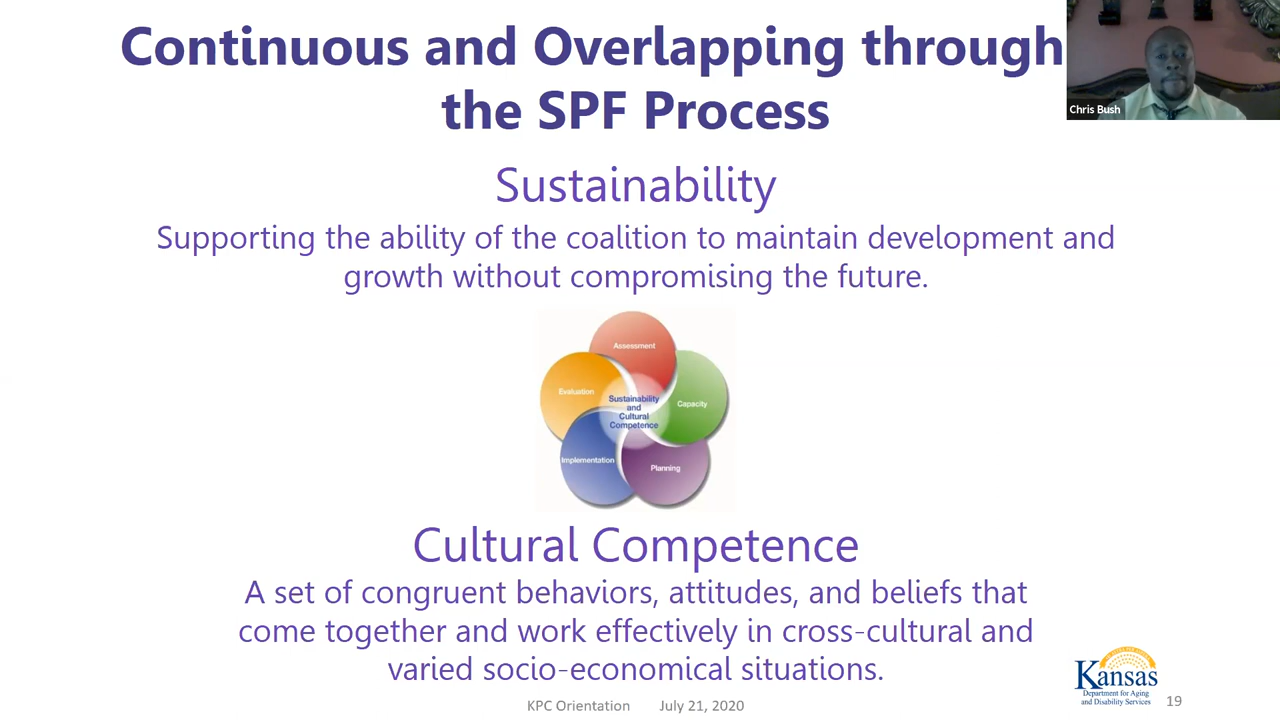 Continuous and Overlapping through
the SPF Process
Chris Bush
Sustainability
Supporting the ability of the coalition to maintain development and
growth without compromising the future.
Assessment
Evaluation
Capacity
Sustainability
and
Cultural
Competence
Implementation
Planning
Cultural Competence
A set of congruent behaviors, attitudes, and beliefs that
come together and work effectively in cross-cultural and
varied socio-economical situations.
Kansas
Department for Aging
and Disability Services
KPC Orientation July 21, 2020
19